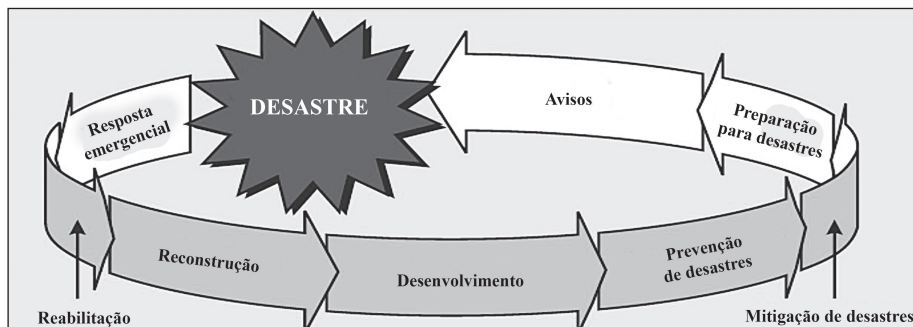 DESASTRE
Avisos
Preparação
para desastres
Resposta
emergencial
Reconstrução
Desenvolvimento
Prevenção
de desastres
Reabilitação
Mitigação de desastres